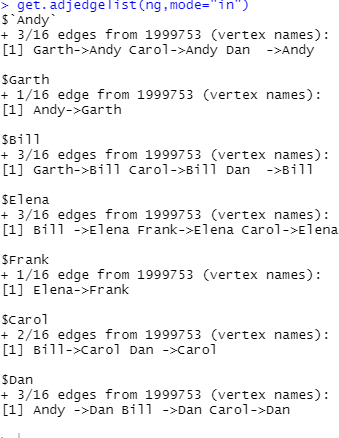 > get.adjedgelist(ng,mode="in")
$`Andy`
+ 3/16 edges from 1999753 (vertex names):
[1] Garth->Andy Carol->Andy Dan  ->Andy

$Garth
+ 1/16 edge from 1999753 (vertex names):
[1] Andy->Garth

$Bill
+ 3/16 edges from 1999753 (vertex names):
[1] Garth->Bill Carol->Bill Dan  ->Bill

$Elena
+ 3/16 edges from 1999753 (vertex names):
[1] Bill ->Elena Frank->Elena Carol->Elena

$Frank
+ 1/16 edge from 1999753 (vertex names):
[1] Elena->Frank

$Carol
+ 2/16 edges from 1999753 (vertex names):
[1] Bill->Carol Dan ->Carol

$Dan
+ 3/16 edges from 1999753 (vertex names):
[1] Andy ->Dan Bill ->Dan Carol->Dan